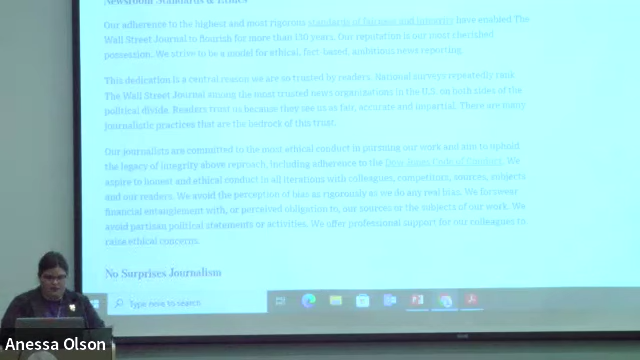 Newsroom Standards & Ethics
Our adherence to the highest and most rigorous standards of fairness and integrity have enabled The
Wall Street Journal to flourish for more than 130 years. Our reputation is our most cherished
possession. We strive to be a model for ethical, fact-based, ambitious news reporting.
This dedication is a central reason we are so trusted by readers. National surveys repeatedly rank
The Wall Street Journal among the most trusted news organizations in the U.S. on both sides of the
political divide. Readers trust us because they see us as fair, accurate and impartial. There are many
journalistic practices that are the bedrock of this trust.
Our journalists are committed to the most ethical conduct in pursuing our work and aim to uphold
the legacy of integrity above reproach, including adherence to the Dow Jones Code of Conduct. We
aspire to honest and ethical conduct in all iterations with colleagues, competitors, sources, subjects
and our readers. We avoid the perception of bias as rigorously as we do any real bias. We forswear
financial entanglement with, or perceived obligation to, our sources or the subjects of our work. We
avoid partisan political statements or activities. We offer professional support for our colleagues to
raise ethical concerns.
No Surprises Journalism
Type here to search
Anessa Olson